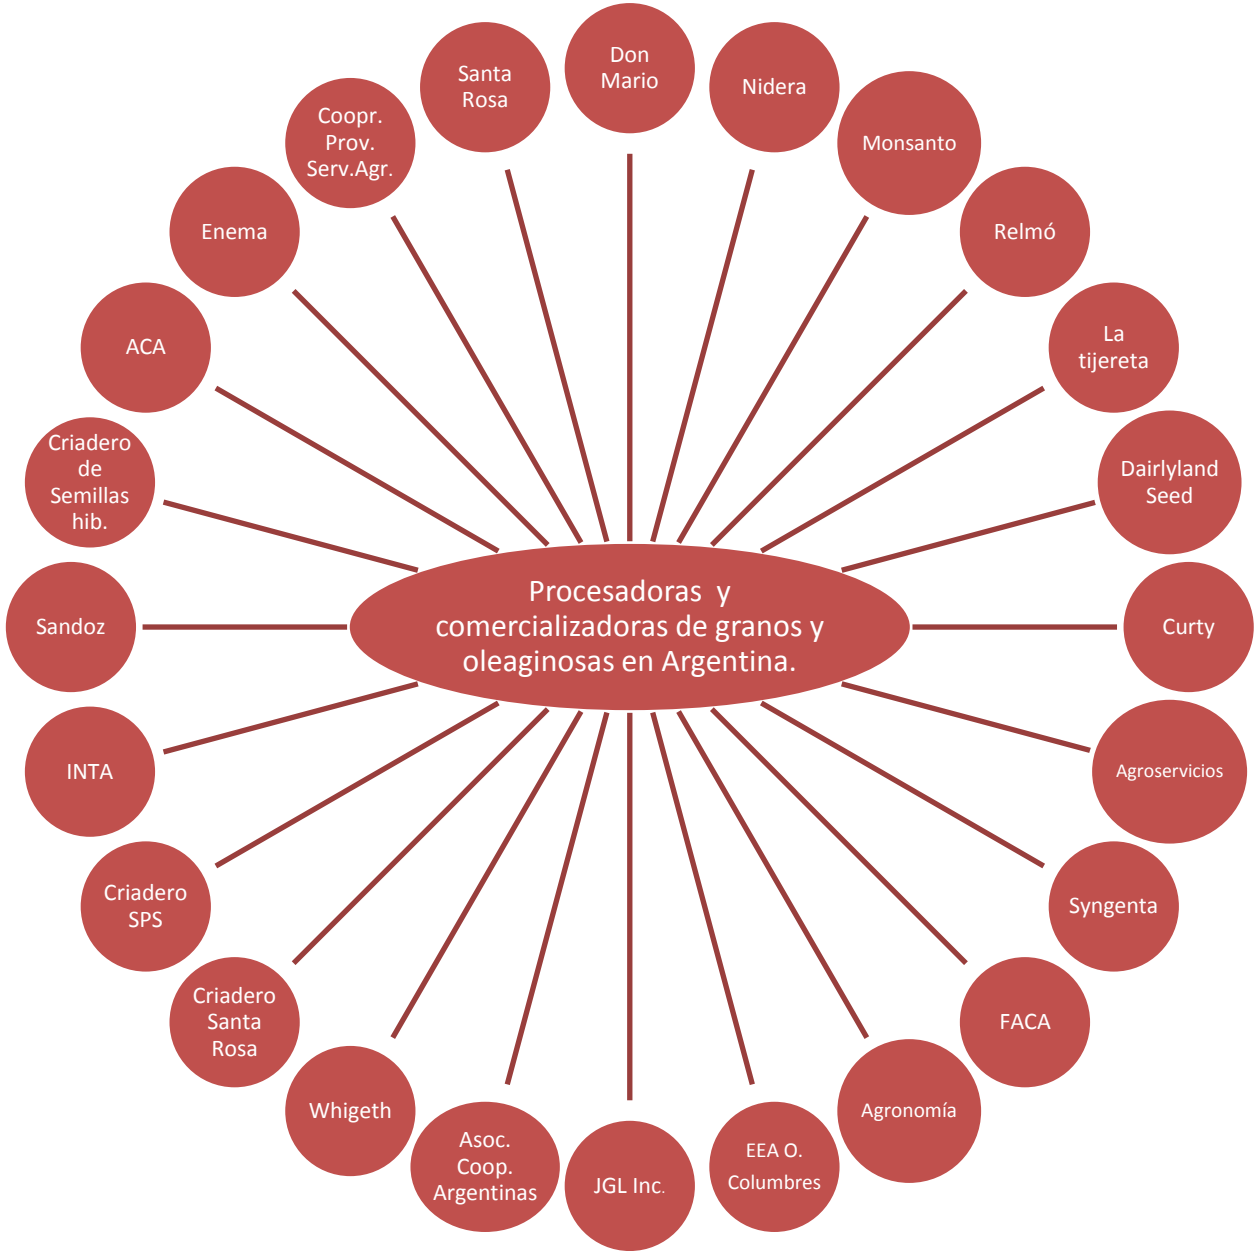 Procesadoras y
comercializadoras de granos y
oleaginosas en Argentina.
Don
Mario
Nidera
Monsanto
Relmó
La
tijereta
Dairlyland
Seed
Curty
Agroservicios
Syngenta
FACA
Agronomía
EEA O.
Columbres
JGL Inc.
Asoc.
Coop.
Argentinas
Whigeth
Criadero
Santa
Rosa
Criadero
SPS
INTA
Sandoz
Criadero
de
Semillas
hib.
ACA
Enema
Coopr.
Prov.
Serv.Agr.
Santa
Rosa